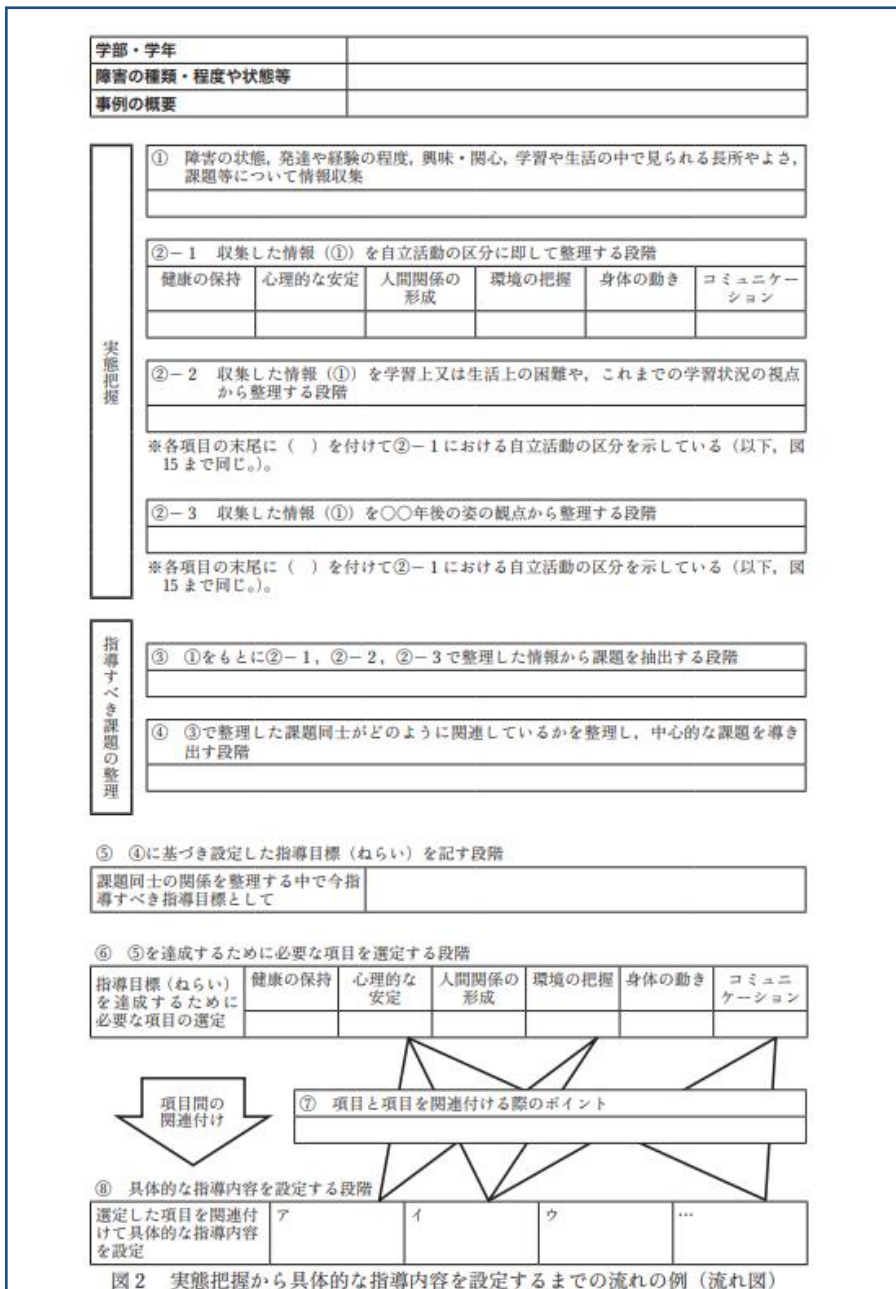 学部・学年
障害の種類・程度や状態等
事例の概要
実態把握
① 障害の状態，発達や経験の程度，興味・関心，学習や生活の中で見られる長所やよさ，
課題等について情報収集
②－１ 収集した情報（①）を自立活動の区分に即して整理する段階
健康の保持 心理的な安定 人間関係の 環境の把握 身体の動き コミュニケー
形成 ション
②－２ 収集した情報（①）を学習上又は生活上の困難や，これまでの学習状況の視点
から整理する段階
※各項目の末尾に（ ）を付けて②－１における自立活動の区分を示している（以下，図
15まで同じ。）。
②－３ 収集した情報（①）を〇〇年後の姿の観点から整理する段階
※各項目の末尾に（ ）を付けて②－１における自立活動の区分を示している（以下，図
15まで同じ。）。
指導すべき課題の整理
③ ①をもとに②－１，②－２，②－３で整理した情報から課題を抽出する段階
④ ③で整理した課題同士がどのように関連しているかを整理し，中心的な課題を導き
出す段階
⑤ ④に基づき設定した指導目標（ねらい）を記す段階
課題同士の関係を整理する中で今指
導すべき指導目標として
⑥ ⑤を達成するために必要な項目を選定する段階
指導目標（ねらい）
を達成するために
必要な項目の選定
健康の保持 心理的な 人間関係の 環境の把握 身体の動き コミュニ
安定 形成 ケーション
項目間の
関連付け
⑦ 項目と項目を関連付ける際のポイント
⑧ 具体的な指導内容を設定する段階
選定した項目を関連付
けて具体的な指導内容
を設定
ア イ ウ …
図２ 実態把握から具体的な指導内容を設定するまでの流れの例（流れ図）